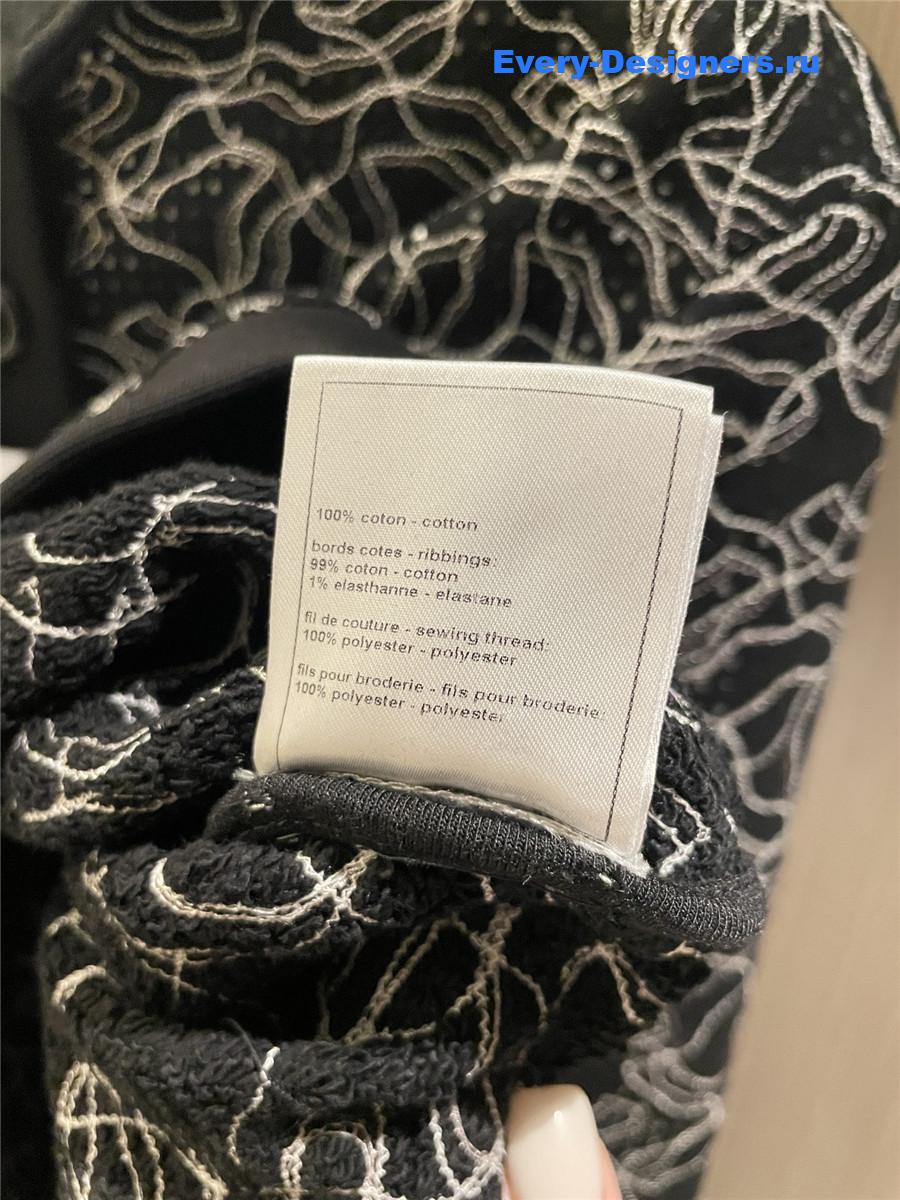 Every-Designers.ru
100% coton - cotton
bords cotes - ribbings:
99% coton - cotton
1% elasthanne - elastane
fil de couture - sewing thread:
100% polyester - polyester
fils pour broderie - fils pour broderie:
100% polyester - polyester